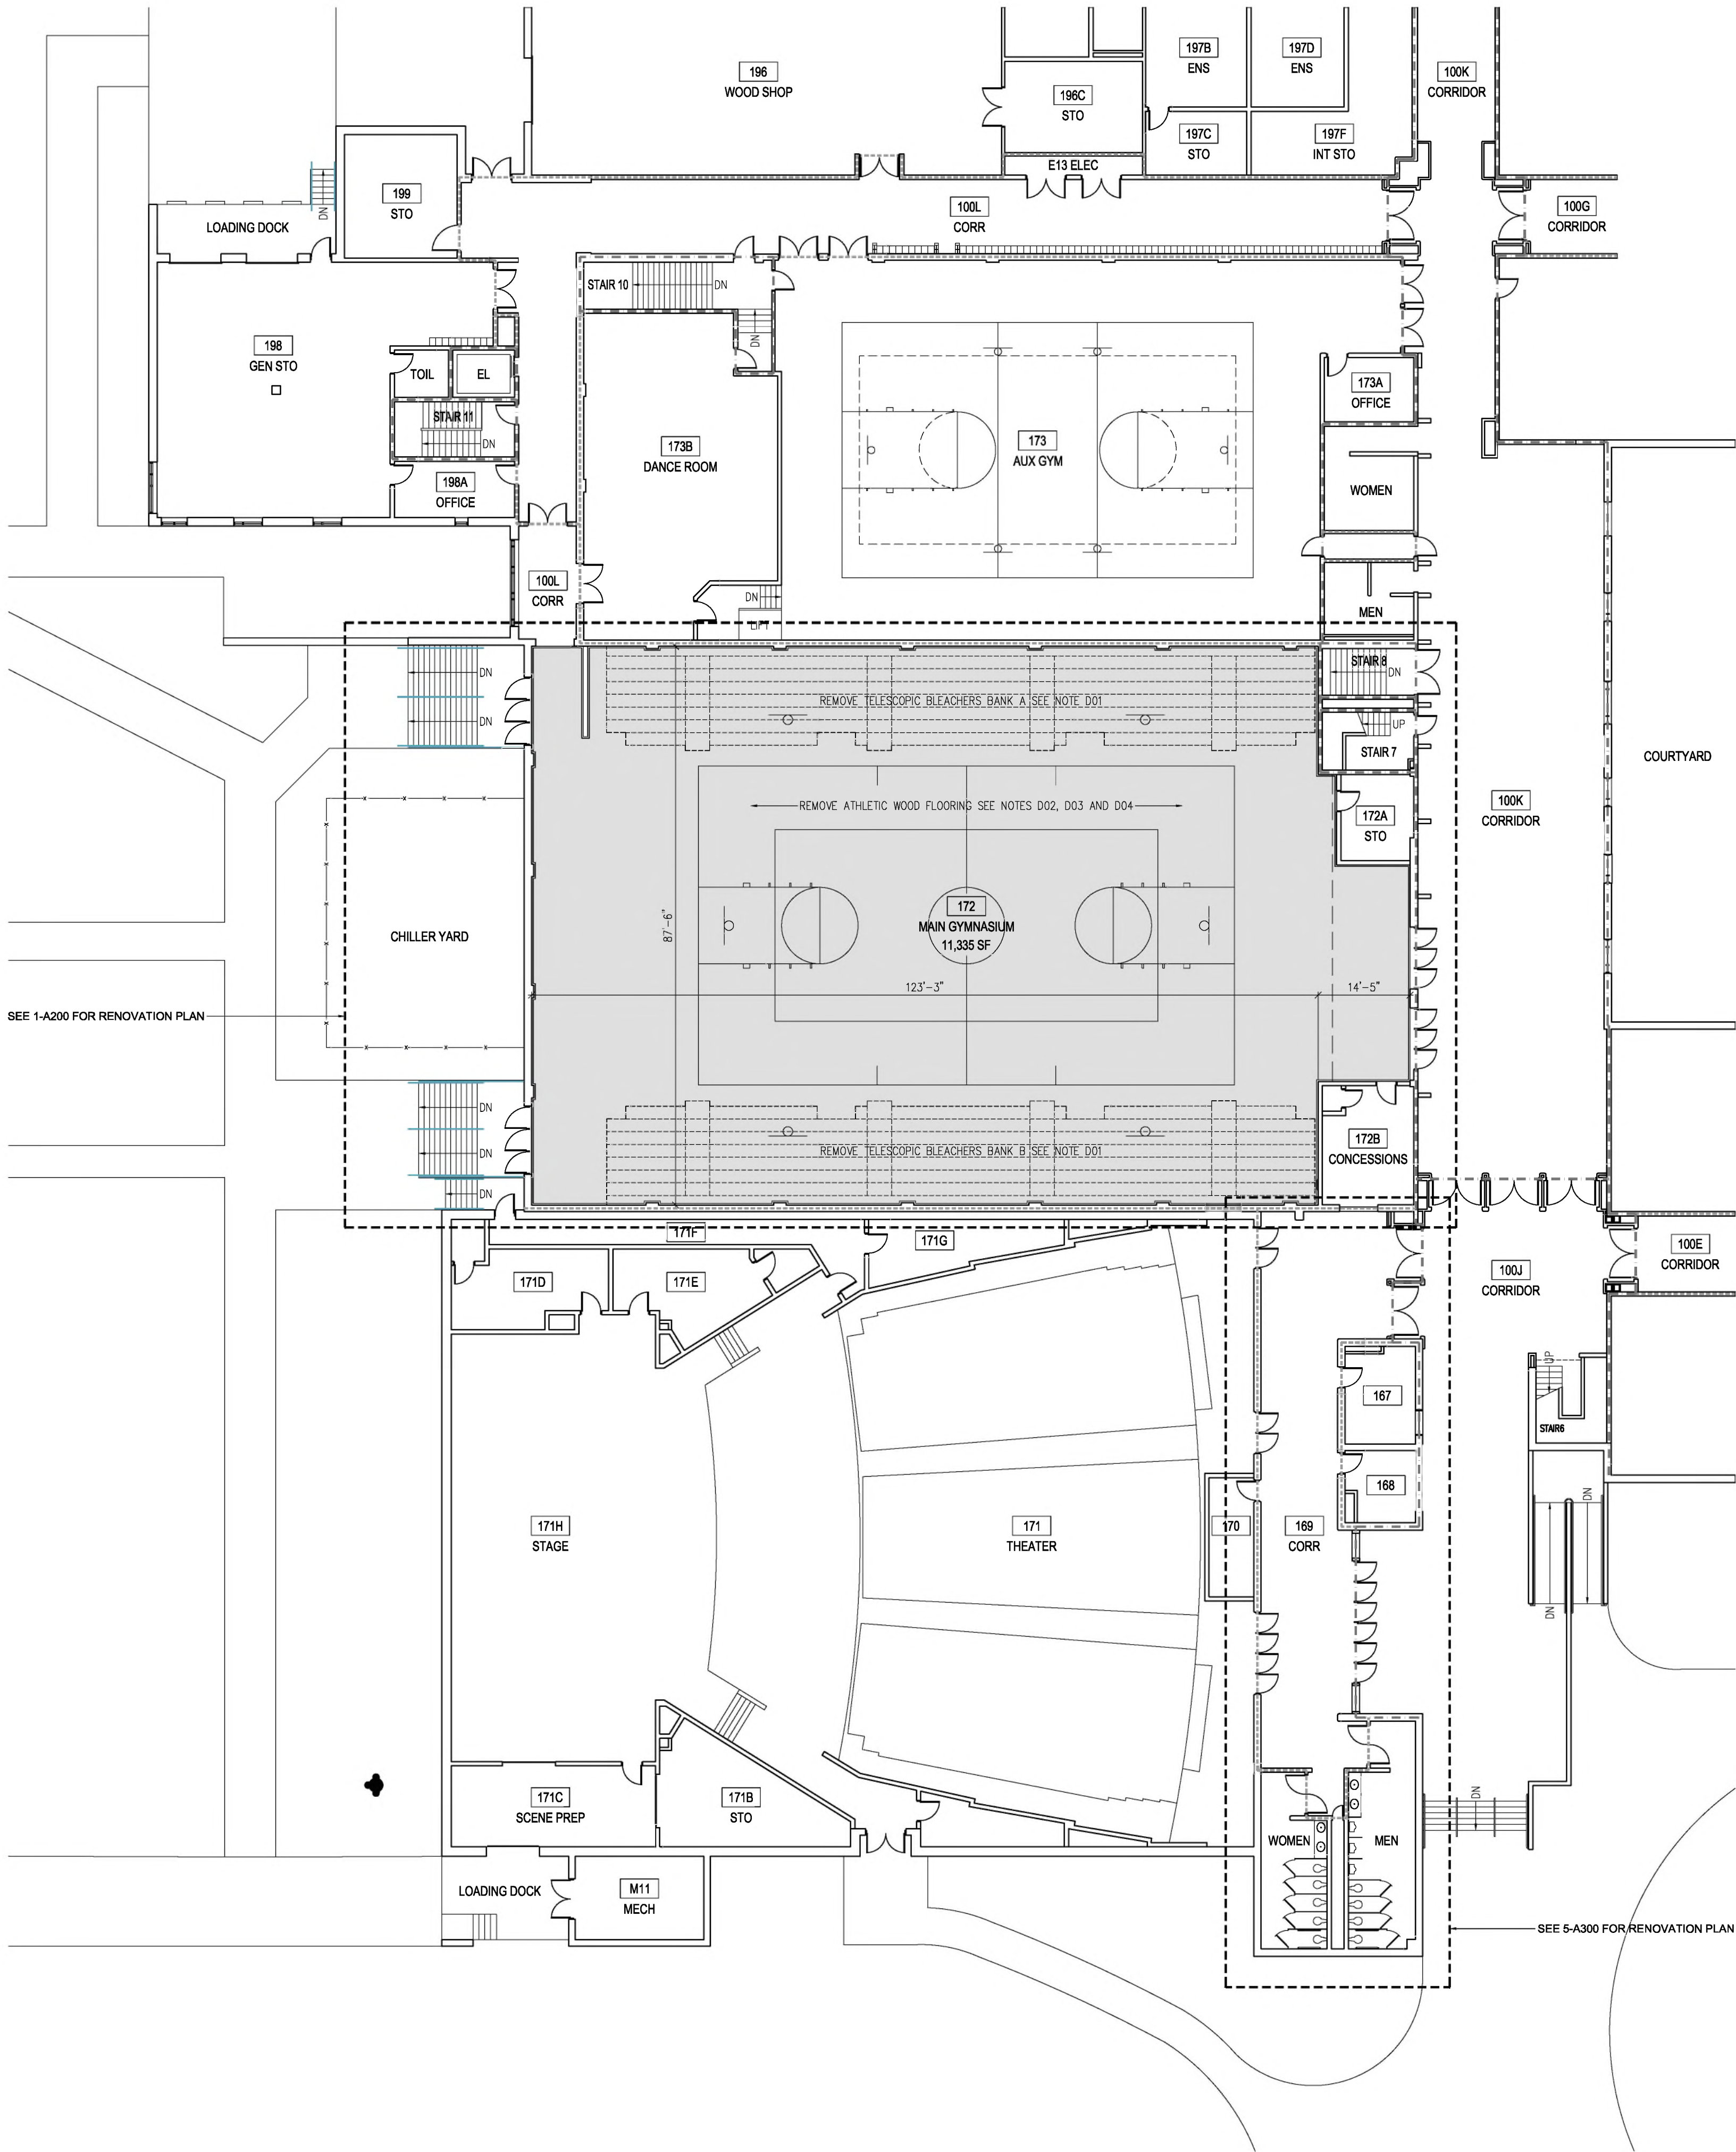 197B
ENS
197D
ENS
196
WOOD SHOP
100K
CORRIDOR
196C
STO
197C
STO
197F
INT STO
E13 ELEC
199
STO
DN
LOADING DOCK
100L
CORR
100G
CORRIDOR
STAIR 10
DN
DN
198
GEN STO
TOIL
EL
STAIR 11
DN
198A
OFFICE
173B
DANCE ROOM
173
AUX GYM
173A
OFFICE
WOMEN
100L
CORR
DN
LIFT
MEN
DN
DN
STAIR 8
DN
REMOVE TELESCOPIC BLEACHERS BANK A SEE NOTE D01
UP
STAIR 7
COURTYARD
REMOVE ATHLETIC WOOD FLOORING SEE NOTES D02, D03 AND D04
172A
STO
100K
CORRIDOR
87'-6"
172
MAIN GYMNASIUM
11,335 SF
CHILLER YARD
123'-3"
14'-5"
SEE 1-A200 FOR RENOVATION PLAN
DN
DN
DN
REMOVE TELESCOPIC BLEACHERS BANK B SEE NOTE D01
172B
CONCESSIONS
171F
171G
171D
171E
100J
CORRIDOR
100E
CORRIDOR
UP
STAIR6
167
168
DN
DN
171H
STAGE
171
THEATER
170
169
CORR
171C
SCENE PREP
171B
STO
DN
WOMEN
MEN
LOADING DOCK
M11
MECH
SEE 5-A300 FOR RENOVATION PLAN